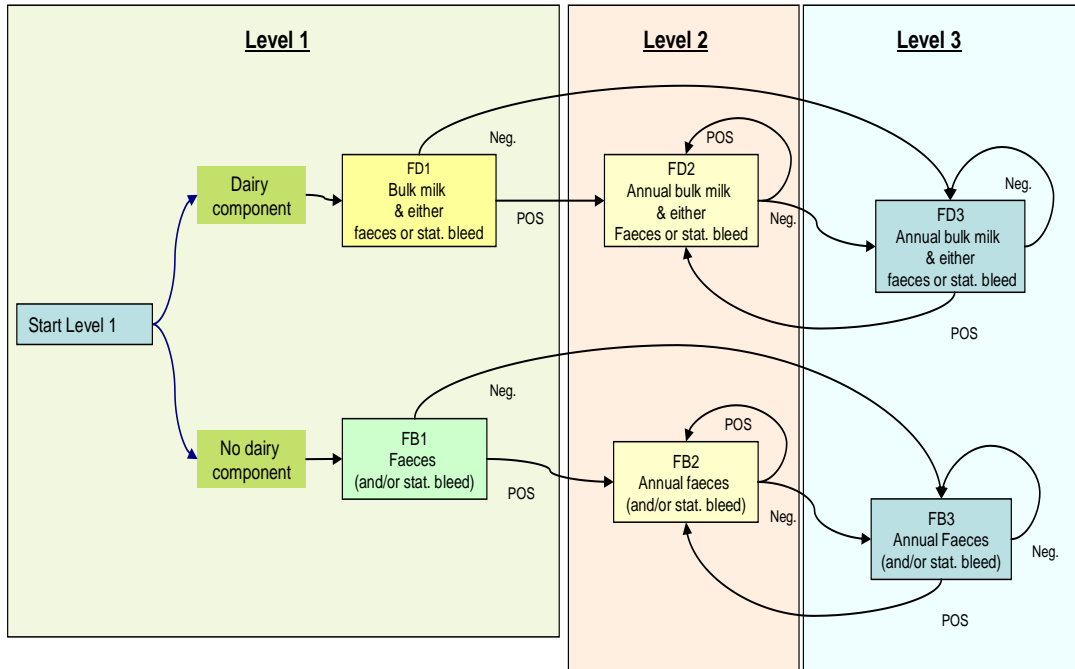 Level 1
Level 2
Level 3
Neg.
POS
Dairy
component
FD1
Bulk milk
& either
faeces or stat. bleed
POS
FD2
Annual bulk milk
& either
Faeces or stat. bleed
Neg.
Neg.
FD3
Annual bulk milk
& either
faeces or stat. bleed
POS
Start Level 1
Neg.
POS
No dairy
component
FB1
Faeces
(and/or stat. bleed)
POS
FB2
Annual faeces
(and/or stat. bleed)
Neg.
FB3
Annual Faeces
(and/or stat. bleed)
Neg.
POS